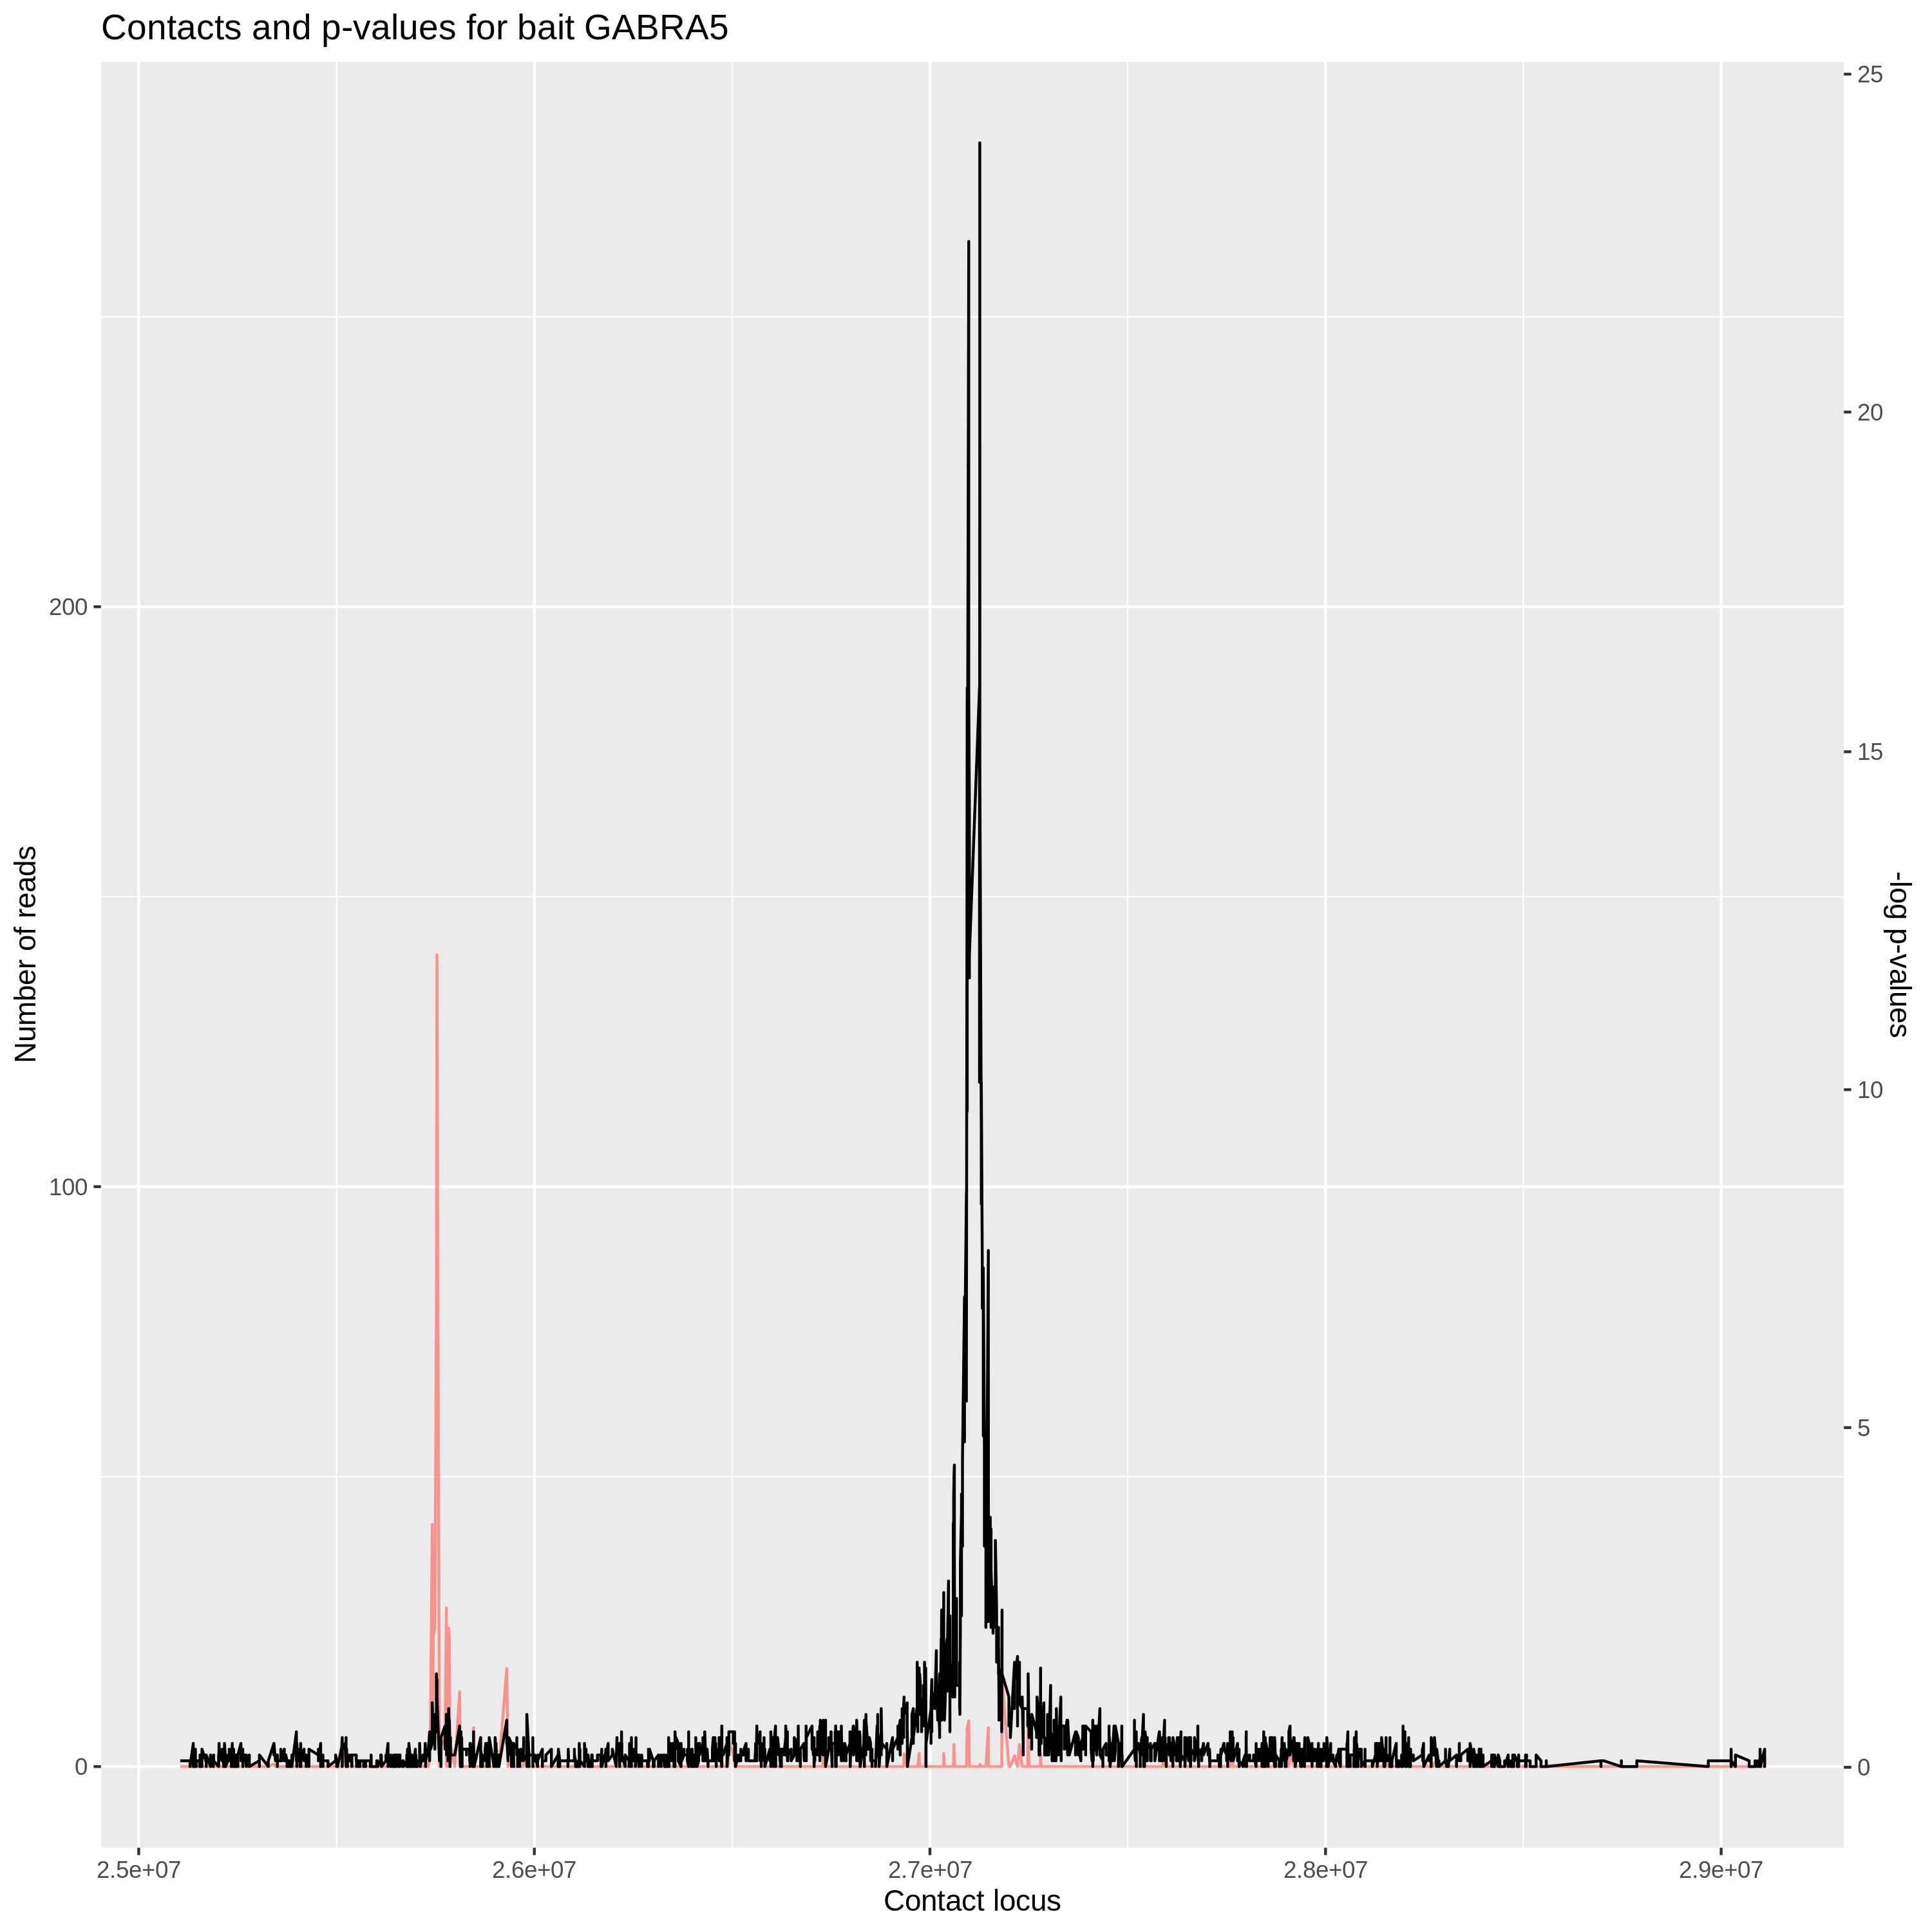 Contacts and p-values for bait GABRA5
Number of reads
200
100
0
25
20
15
10
5
0
-log p-values
2.5e+07 2.6e+07 2.7e+07 2.8e+07 2.9e+07
Contact locus